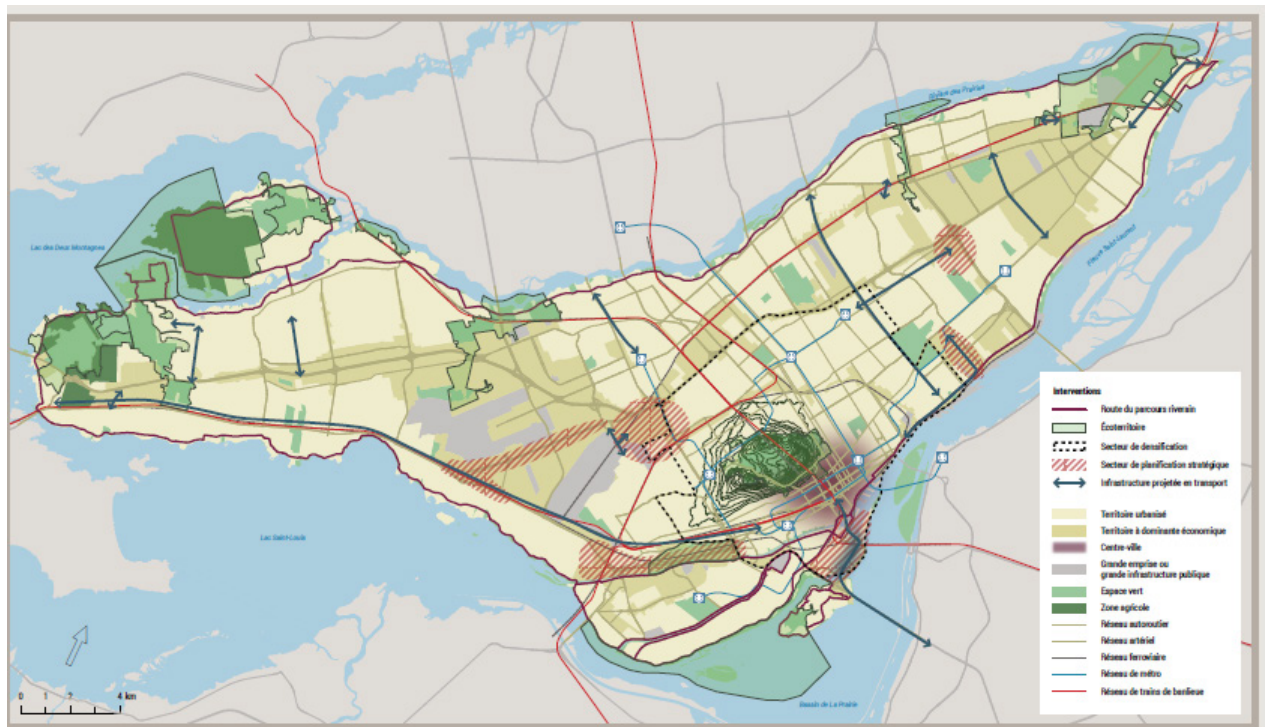 Rivière des Prairies
Lac des Deux Montagnes
Fleuve Saint-Laurent
Lac Saint-Louis
Bassin de La Prairie
0 1 2 4 km
Interventions
Route du parcours riverain
Écoterritoire
Secteur de densification
Secteur de planification stratégique
Infrastructure projetée en transport
Territoire urbanisé
Territoire à dominante économique
Centre-ville
Grande emprise ou
grande infrastructure publique
Espace vert
Zone agricole
Réseau autoroutier
Réseau artériel
Réseau ferroviaire
Réseau de métro
Réseau de trains de banlieue